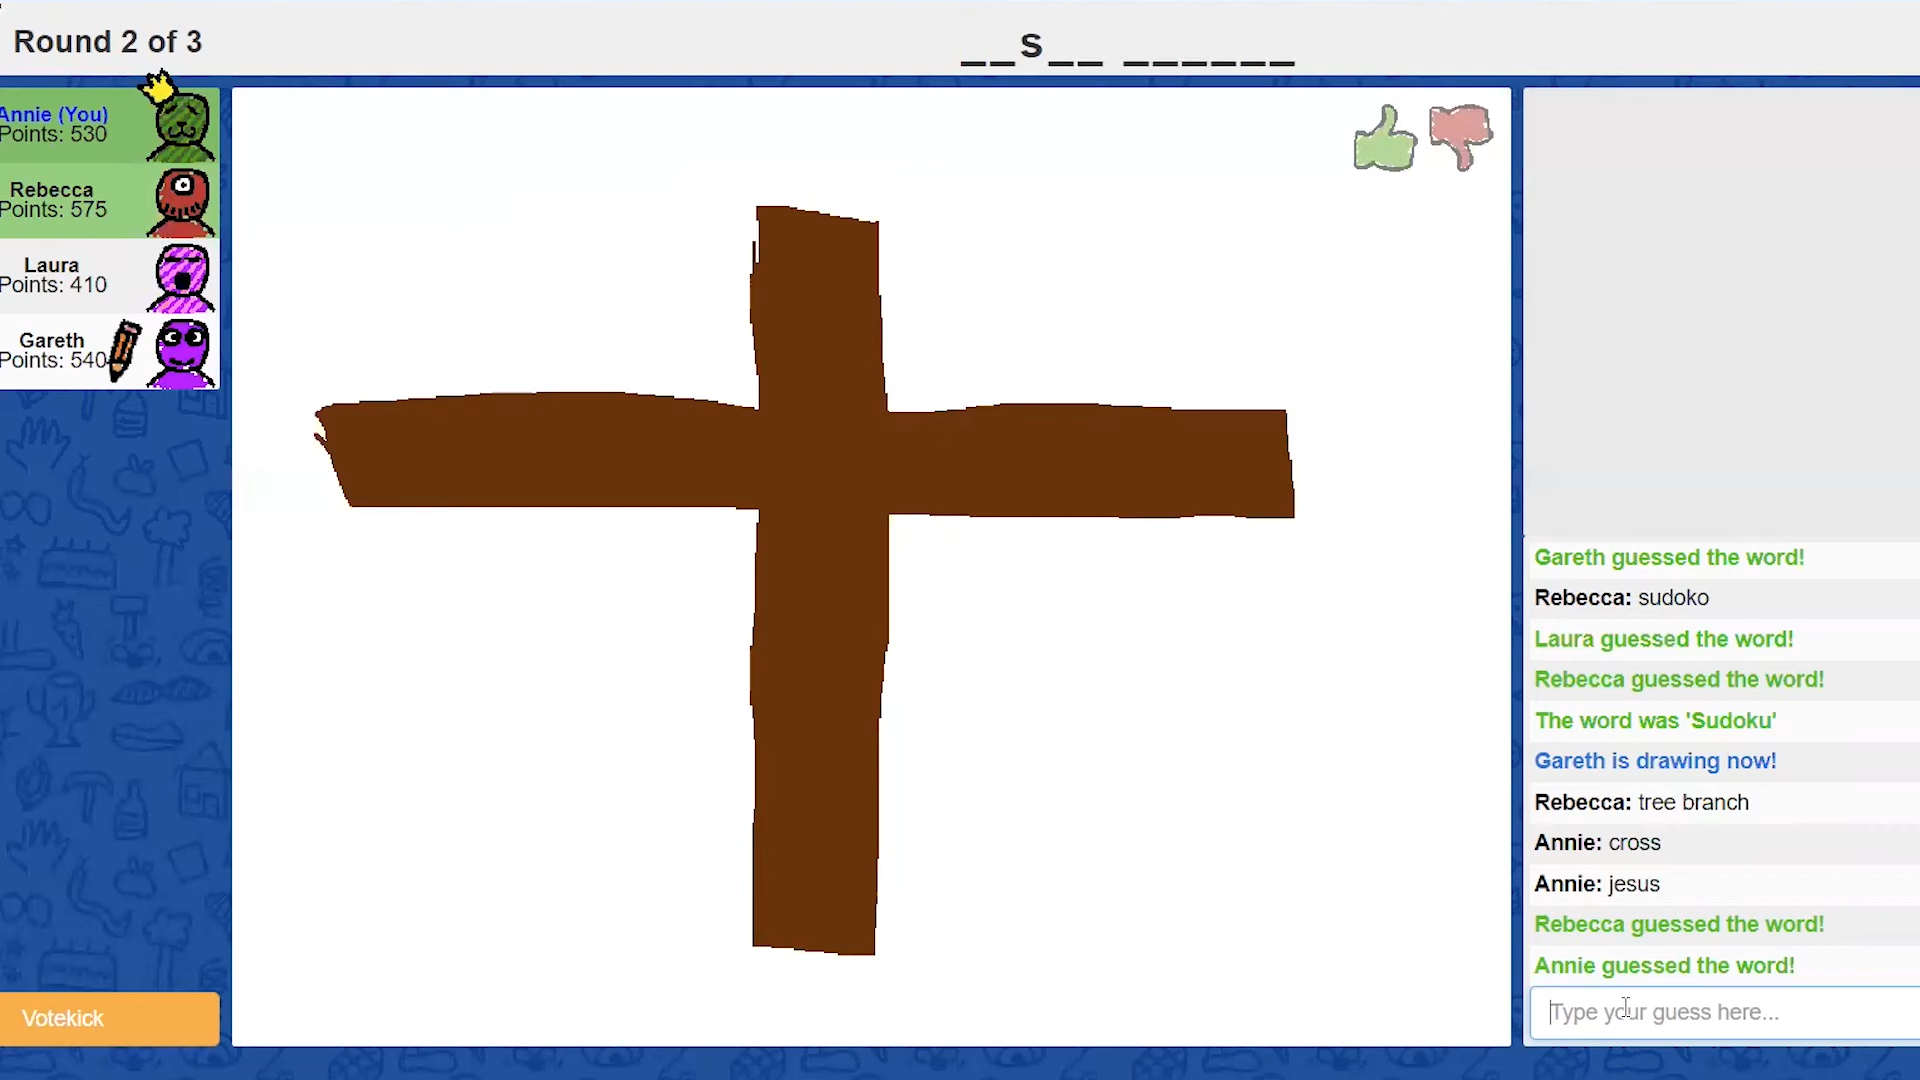 Round 2 of 3
__s__ ______
Annie (You)
Points: 530
Rebecca
Points: 575
Laura
Points: 410
Gareth
Points: 540
Gareth guessed the word!
Rebecca: sudoko
Laura guessed the word!
Rebecca guessed the word!
The word was 'Sudoku'
Gareth is drawing now!
Rebecca: tree branch
Annie: cross
Annie: jesus
Rebecca guessed the word!
Annie guessed the word!
Type your guess here...
Votekick